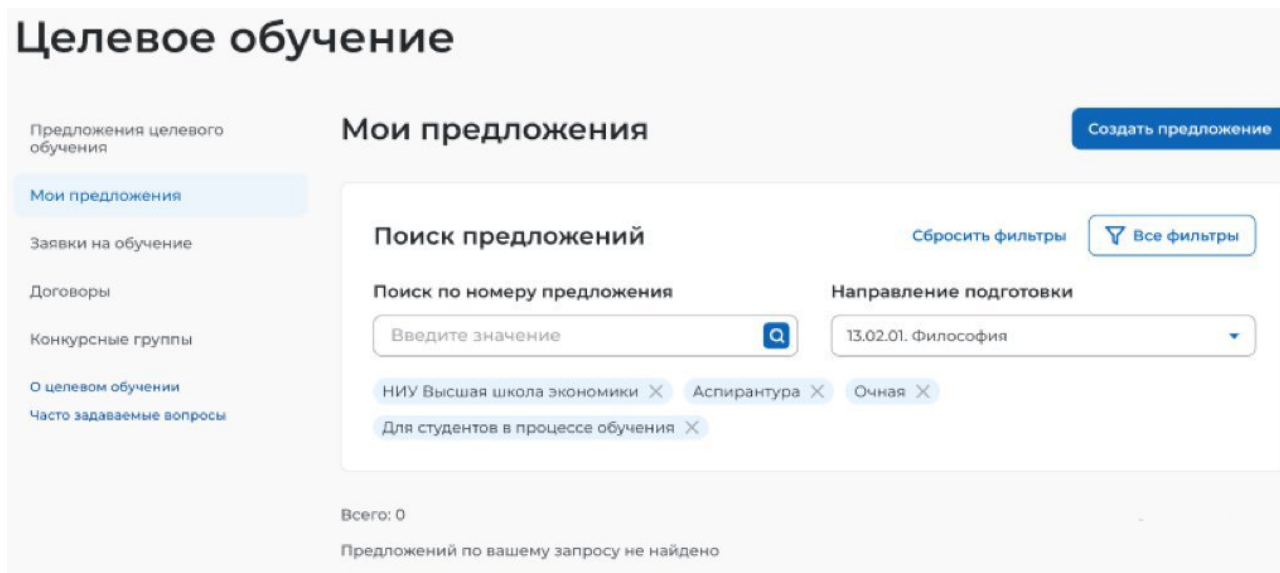 Целевое обучение
Предложения целевого
обучения
Мои предложения
Заявки на обучение
Договоры
Конкурсные группы
О целевом обучении
Часто задаваемые вопросы
Мои предложения
Создать предложение
Поиск предложений
Сбросить фильтры
Все фильтры
Поиск по номеру предложения
Направление подготовки
Введите значение
13.02.01. Философия
НИУ Высшая школа экономики
Аспирантура
Очная
Для студентов в процессе обучения
Всего: 0
Предложений по вашему запросу не найдено